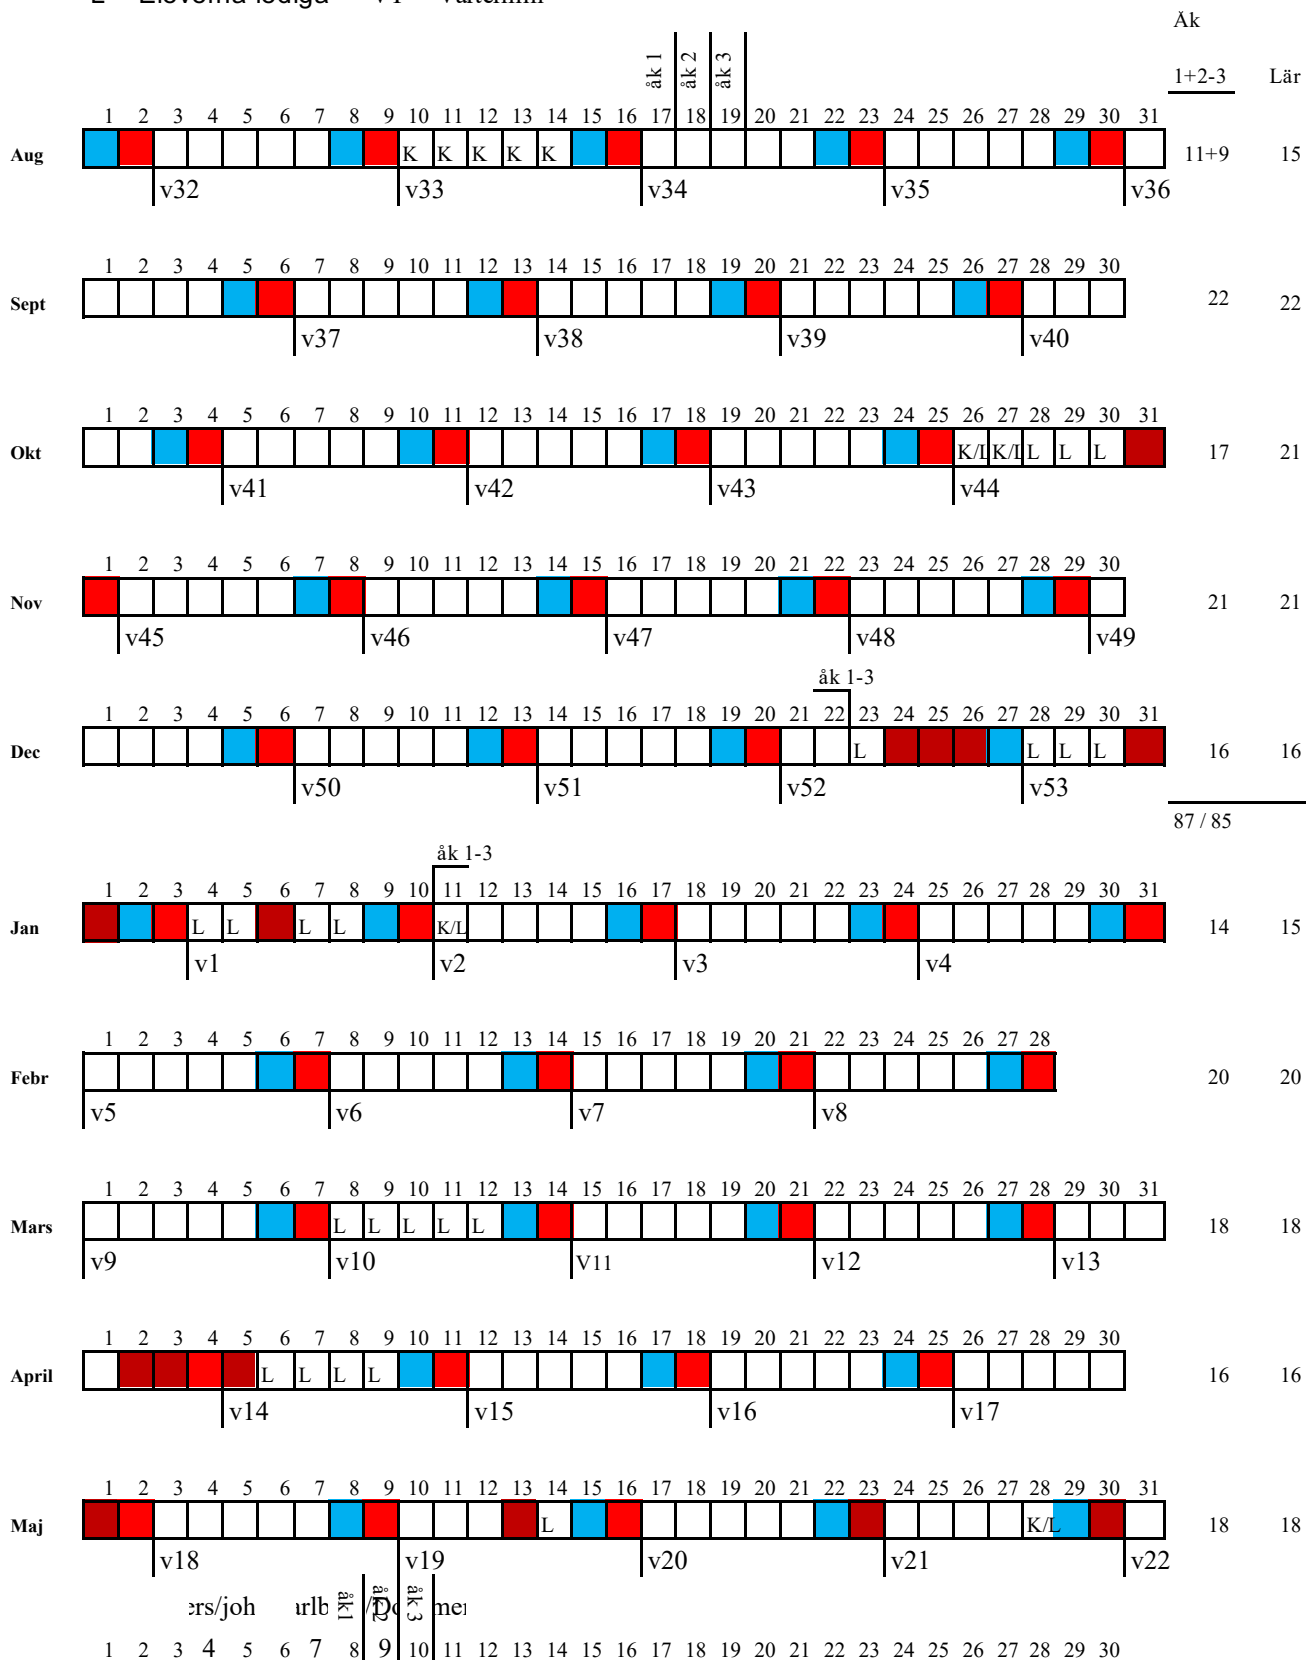 L = Eleverna lediga VT = Vårtermin
Åk
åk 1 åk 2 åk 3
1+2-3 Lär
1 2 3 4 5 6 7 8 9 10 11 12 13 14 15 16 17 18 19 20 21 22 23 24 25 26 27 28 29 30 31
Aug K K K K K 11+9 15
v32 v33 v34 v35 v36
1 2 3 4 5 6 7 8 9 10 11 12 13 14 16 17 18 19 20 21 22 23 24 25 26 27 28 29 30
Sept 22 22
v37 v38 v39 v40
1 2 3 4 5 6 7 8 9 10 11 12 13 14 15 16 17 18 19 20 21 22 23 24 25 26 27 28 29 30 31
Okt K/L K/L L L L 17 21
v41 v42 v43 v44
1 2 3 4 5 6 7 8 9 10 11 12 13 14 15 16 17 18 19 20 21 22 23 24 25 26 27 28 29 30
Nov 21 21
v45 v46 v47 v48 v49
åk 1-3
1 2 3 4 5 6 7 8 9 10 11 12 13 14 15 16 17 18 19 20 21 22 23 24 25 26 27 28 29 30 31
Dec L L L L 16 16
v50 v51 v52 v53
87 / 85
åk 1-3
1 2 3 4 5 6 7 8 9 10 11 12 13 14 15 16 17 18 19 20 21 22 23 24 25 26 27 28 29 30 31
Jan L L L L K/L 14 15
v1 v2 v3 v4
1 2 3 4 5 6 7 8 9 10 11 12 13 14 15 16 17 18 19 20 21 22 23 24 25 26 27 28
Febr 20 20
v5 v6 v7 v8
1 2 3 4 5 6 7 8 9 10 11 12 13 14 15 16 17 18 19 20 21 22 23 24 25 26 27 28 29 30 31
Mars L L L L L 18 18
v9 v10 V11 v12 v13
1 2 3 4 5 6 7 8 9 10 11 12 13 14 15 16 17 18 19 20 21 22 23 24 25 26 27 28 29 30
April L L L L 16 16
v14 v15 v16 v17
1 2 3 4 5 6 7 8 9 10 11 12 13 14 15 16 17 18 19 20 21 22 23 24 25 26 27 28 29 30 31
Maj L K/L 18 18
v18 v19 v20 v21 v22
ers/joh arlb åk1 åk2 åk3
1 2 3 4 5 6 7 8 9 10 11 12 13 14 15 16 17 18 19 20 21 22 23 24 25 26 27 28 29 30